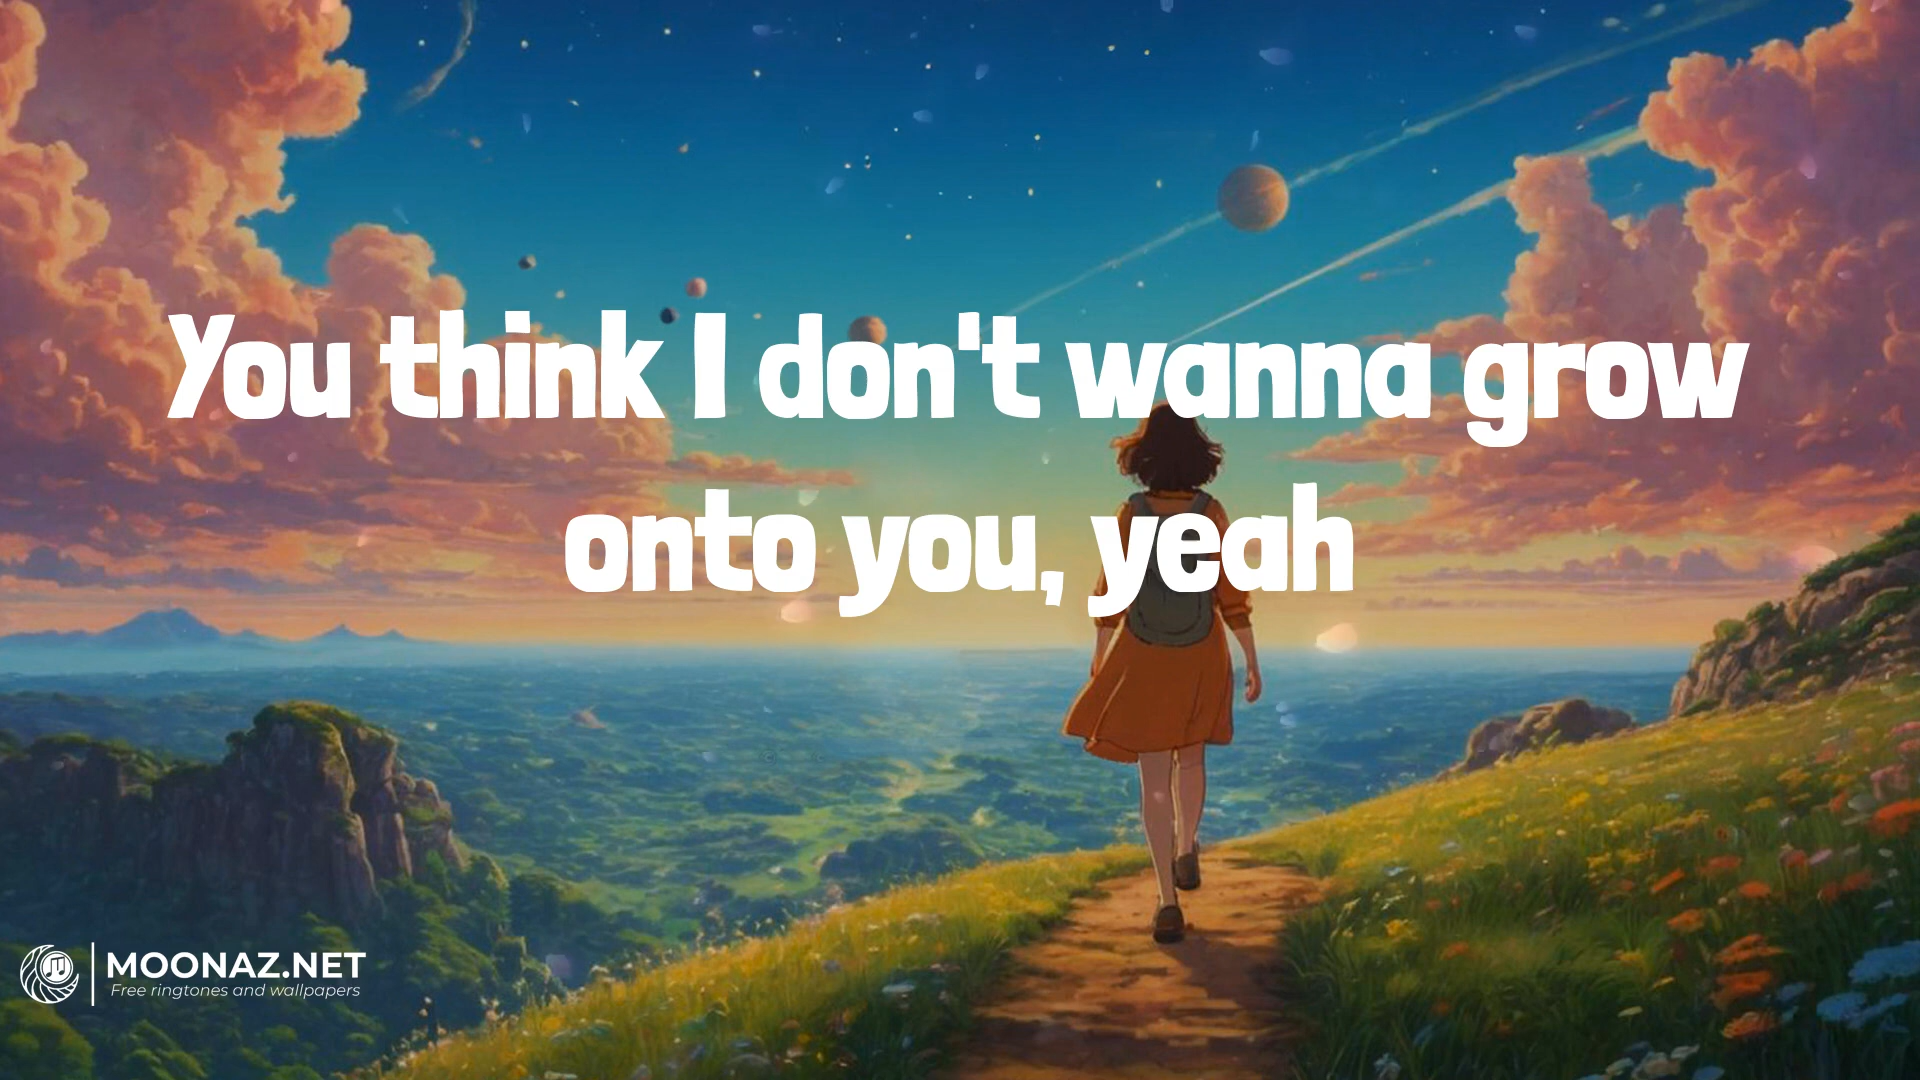 You think I don't wanna grow
onto you, yeah
MOONAZ.NET
Free ringtones and wallpapers